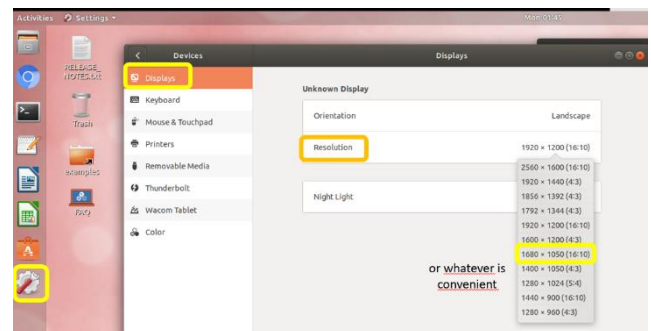 Activities Settings Mon 01:45
Devices Displays
RELEASE_
NOTES.txt
Trash
examples
FAQ
Displays
Keyboard
Mouse & Touchpad
Printers
Removable Media
Thunderbolt
Wacom Tablet
Color
Unknown Display
Orientation Landscape
Resolution 1920 × 1200 (16:10)
2560 × 1600 (16:10)
1920 × 1440 (4:3)
1856 × 1392 (4:3)
1792 × 1344 (4:3)
1920 × 1200 (16:10)
1600 × 1200 (4:3)
1680 × 1050 (16:10)
1400 × 1050 (4:3)
1280 × 1024 (5:4)
1440 × 900 (16:10)
1280 × 960 (4:3)
Night Light
or whatever is
convenient